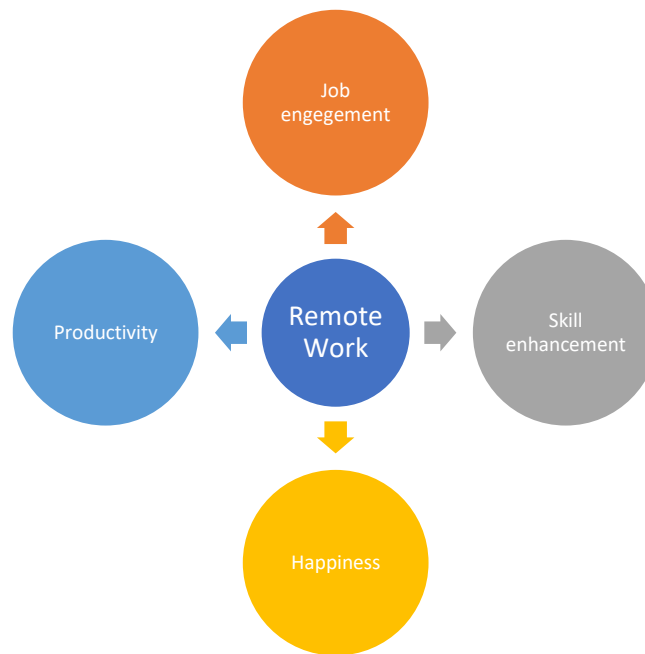 Job
engegement
Productivity
Remote
Work
Skill
enhancement
Happiness